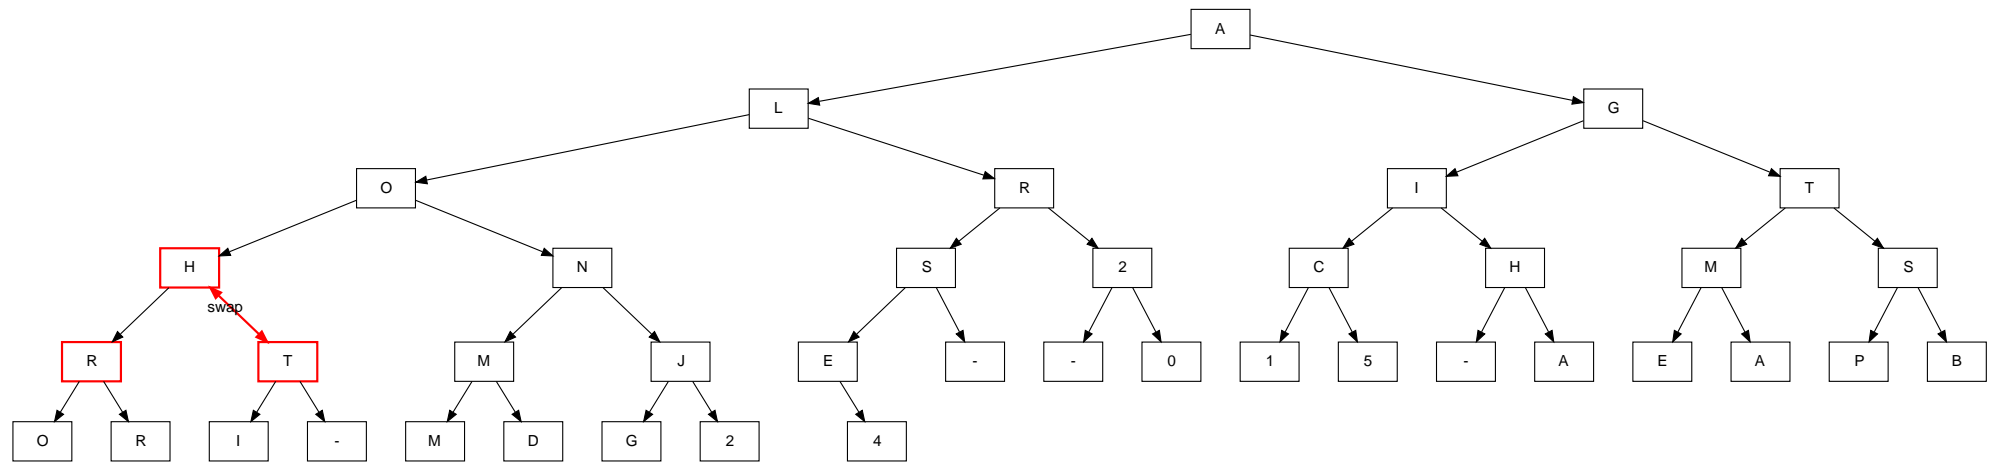 A
L G
O R I T
H N S 2 C H M S
swap
R T M J E - - 0 1 5 - A E A P B
O R I - M D G 2 4